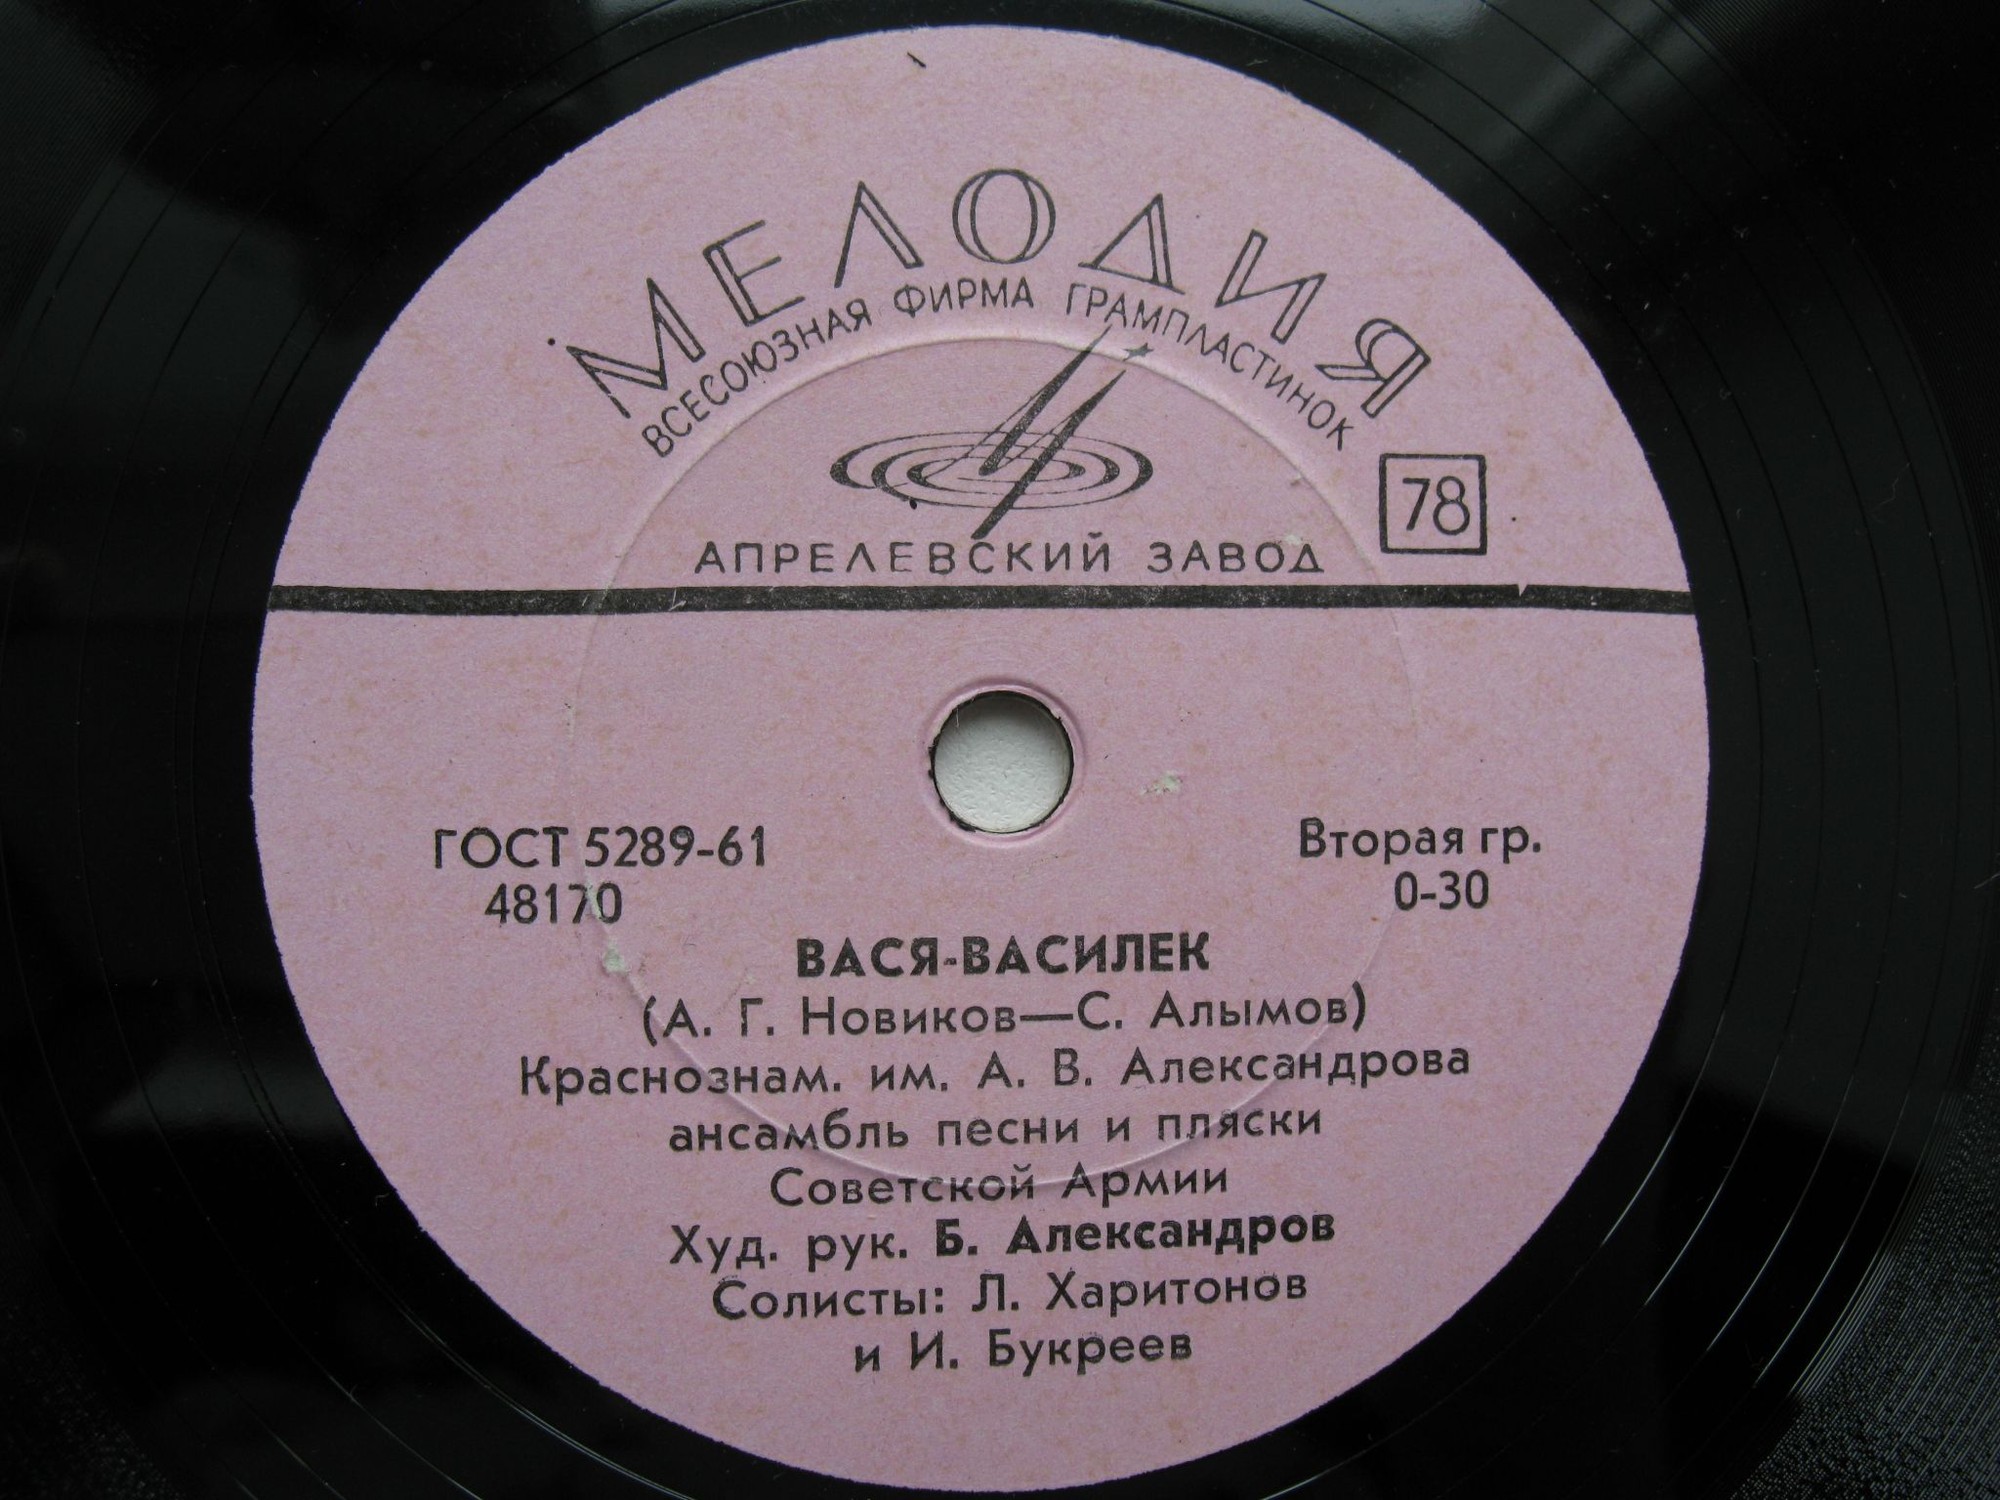 МЕЛОДИЯ
ВСЕСОЮЗНАЯ ФИРМА ГРАМПЛАСТИНОК
78
АПРЕЛЕВСКИЙ ЗАВОД
ГОСТ 5289-61
48170
Вторая гр.
0-30
ВАСЯ-ВАСИЛЕК
(А. Г. Новиков—С. Алымов)
Краснознам. им. А. В. Александрова
ансамбль песни и пляски
Советской Армии
Худ. рук. Б. Александров
Солисты: Л. Харитонов
и И. Букреев